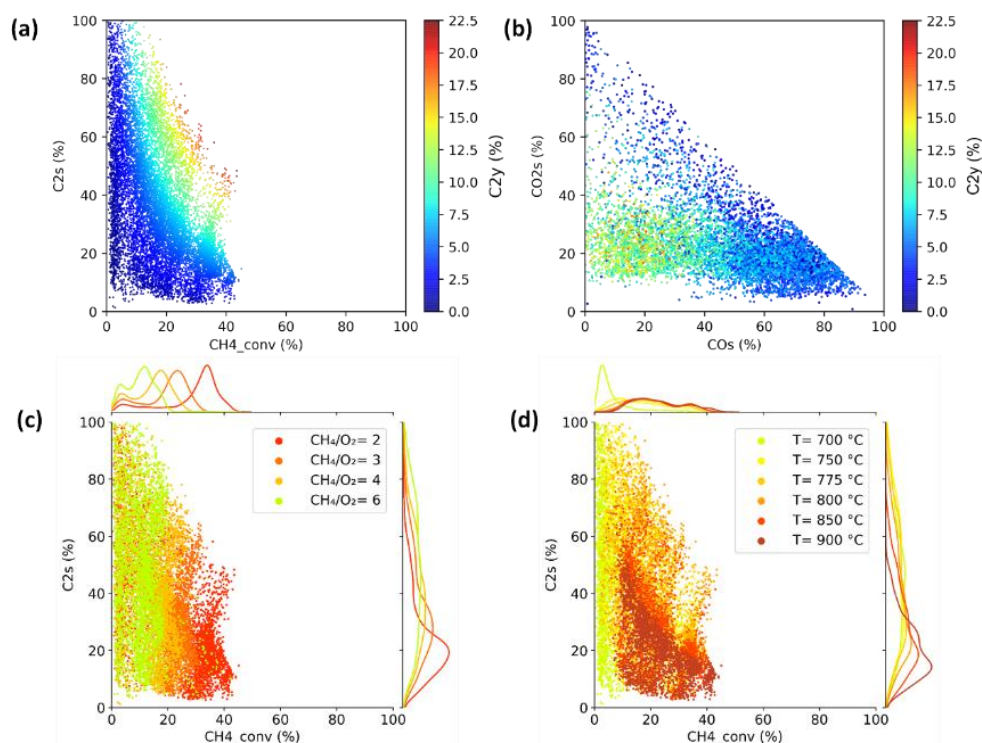 (a)
100
80
60
40
20
0
C2s (%)
0 20 40 60 80 100
CH4_conv (%)
22.5
20.0
17.5
15.0
12.5
10.0
7.5
5.0
2.5
0.0
C2y (%)
(b)
100
80
60
40
20
0
CO2s (%)
0 20 40 60 80 100
COs (%)
22.5
20.0
17.5
15.0
12.5
10.0
7.5
5.0
2.5
0.0
C2y (%)
(c)
100
80
60
40
20
0
C2s (%)
CH₄/O₂= 2
CH₄/O₂= 3
CH₄/O₂= 4
CH₄/O₂= 6
0 20 40 60 80 100
CH4_conv (%)
(d)
100
80
60
40
20
0
C2s (%)
T= 700 °C
T= 750 °C
T= 775 °C
T= 800 °C
T= 850 °C
T= 900 °C
0 20 40 60 80 100
CH4_conv (%)